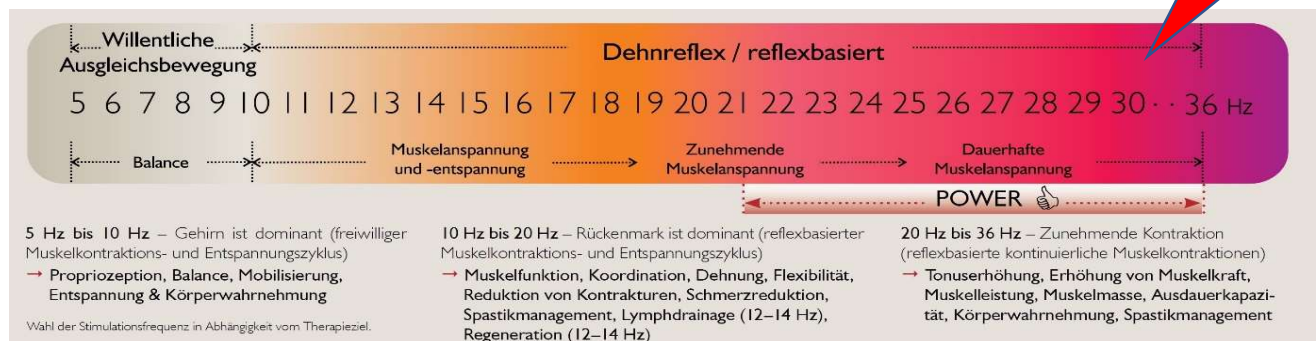 Willentliche
Ausgleichsbewegung
Dehnreflex / reflexbasiert
5 6 7 8 9 10 11 12 13 14 15 16 17 18 19 20 21 22 23 24 25 26 27 28 29 30 ·· 36 Hz
Balance
Muskelanspannung
und -entspannung
Zunehmende
Muskelanspannung
Dauerhafte
Muskelanspannung
POWER
5 Hz bis 10 Hz – Gehirn ist dominant (freiwilliger
Muskelkontraktions- und Entspannungszyklus)
→ Propriozeption, Balance, Mobilisierung,
Entspannung & Körperwahrnehmung
Wahl der Stimulationsfrequenz in Abhängigkeit vom Therapieziel.
10 Hz bis 20 Hz – Rückenmark ist dominant (reflexbasierter
Muskelkontraktions- und Entspannungszyklus)
→ Muskelfunktion, Koordination, Dehnung, Flexibilität,
Reduktion von Kontrakturen, Schmerzreduktion,
Spastikmanagement, Lymphdrainage (12–14 Hz),
Regeneration (12–14 Hz)
20 Hz bis 36 Hz – Zunehmende Kontraktion
(reflexbasierte kontinuierliche Muskelkontraktionen)
→ Tonuserhöhung, Erhöhung von Muskelkraft,
Muskelleistung, Muskelmasse, Ausdauerkapazi-
tät, Körperwahrnehmung, Spastikmanagement